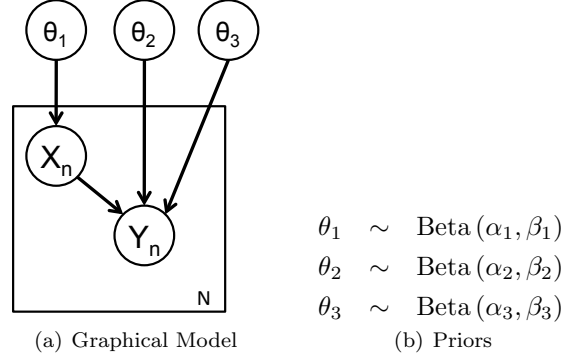 θ₁ θ₂ θ₃
Xₙ
Yₙ
N
(a) Graphical Model
θ₁ ∼ Beta (α₁, β₁)
θ₂ ∼ Beta (α₂, β₂)
θ₃ ∼ Beta (α₃, β₃)
(b) Priors